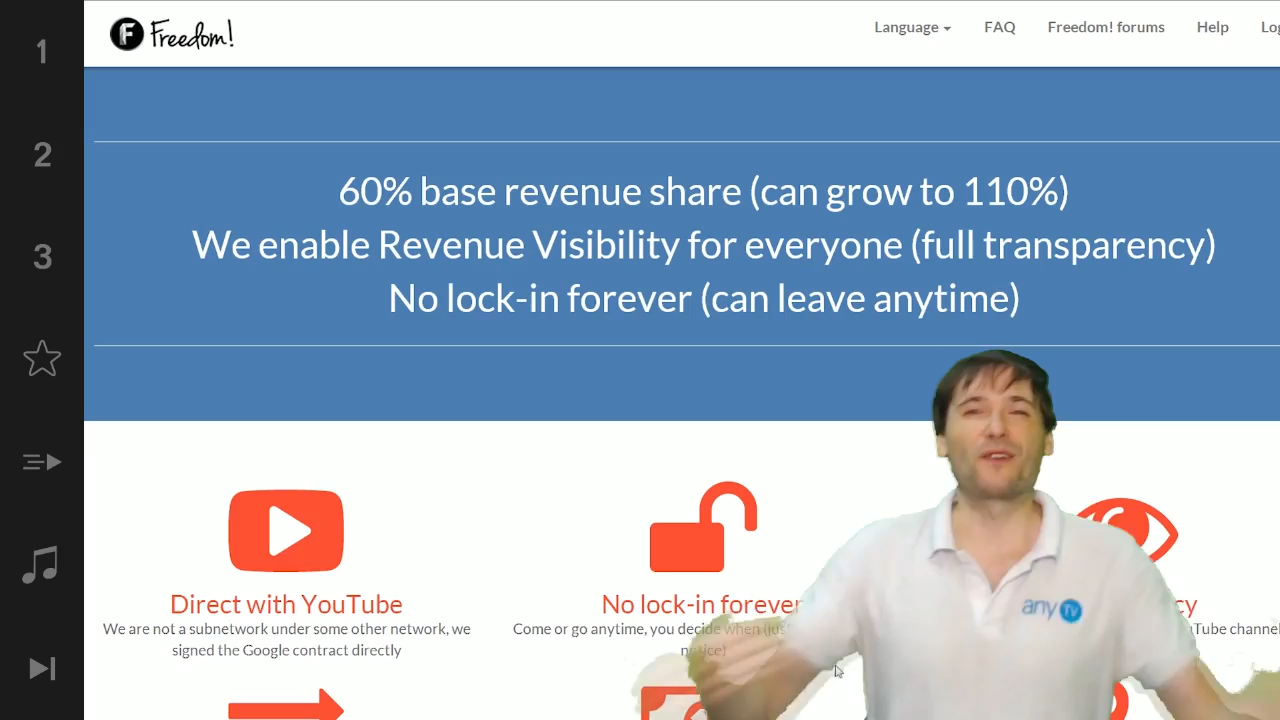 1
2
3
F Freedom!
Language FAQ Freedom! forums Help
60% base revenue share (can grow to 110%)
We enable Revenue Visibility for everyone (full transparency)
No lock-in forever (can leave anytime)
Direct with YouTube
We are not a subnetwork under some other network, we
signed the Google contract directly
No lock-in forever
Come or go anytime, you decide when (just
notice)
anyTV